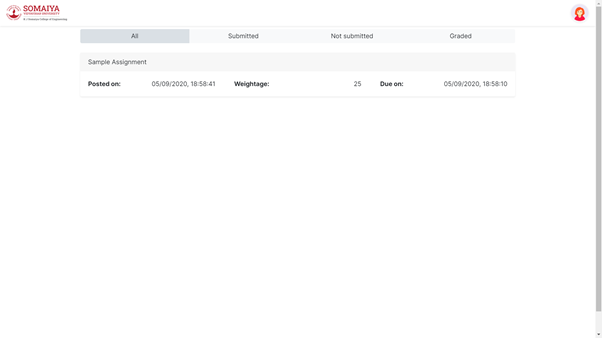 SOMAIYA
VIDYAVIHAR UNIVERSITY
K J Somaiya College of Engineering
All Submitted Not submitted Graded
Sample Assignment
Posted on: 05/09/2020, 18:58:41 Weightage: 25 Due on: 05/09/2020, 18:58:10